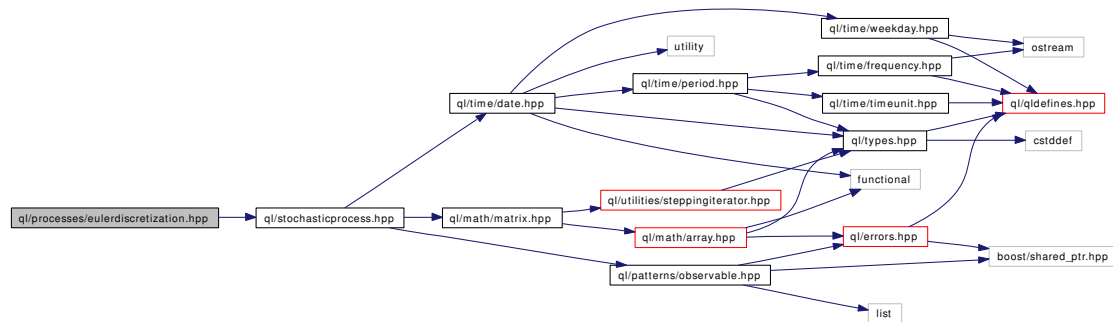 ql/time/weekday.hpp
utility
ostream
ql/time/frequency.hpp
ql/time/period.hpp
ql/time/date.hpp
ql/time/timeunit.hpp
ql/qldefines.hpp
ql/types.hpp
cstddef
functional
ql/utilities/steppingiterator.hpp
ql/processes/eulerdiscretization.hpp
ql/stochasticprocess.hpp
ql/math/matrix.hpp
ql/math/array.hpp
ql/errors.hpp
boost/shared_ptr.hpp
ql/patterns/observable.hpp
list